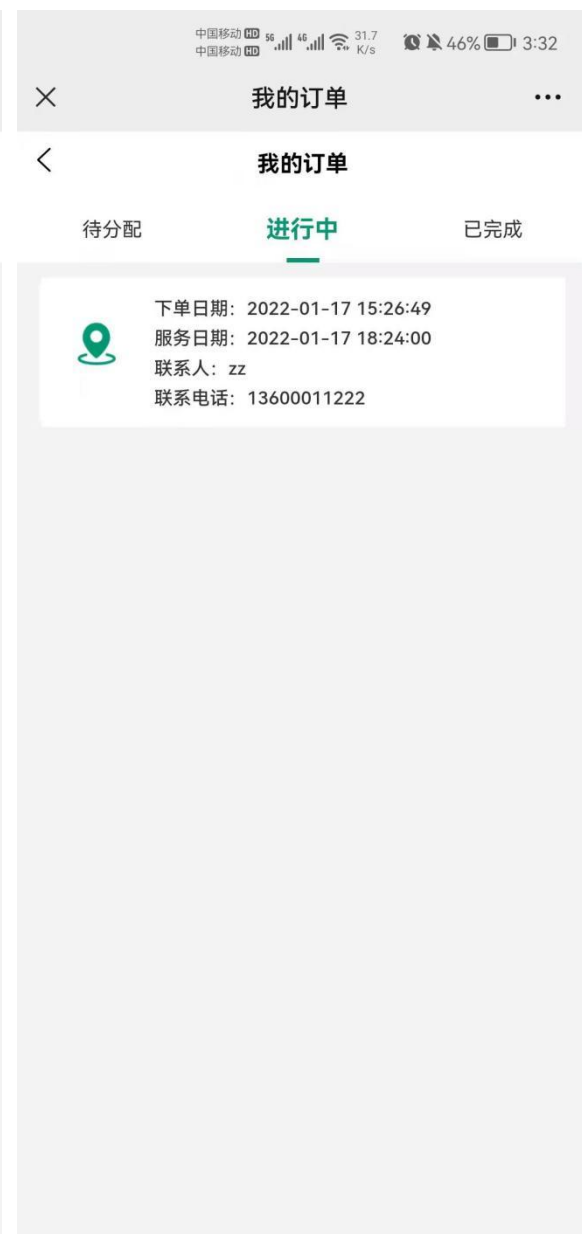 中国移动 HD 5G 4G 31.7 K/s 46% 3:32
中国移动 HD
我的订单
我的订单
待分配 进行中 已完成
下单日期：2022-01-17 15:26:49
服务日期：2022-01-17 18:24:00
联系人：zz
联系电话：13600011222